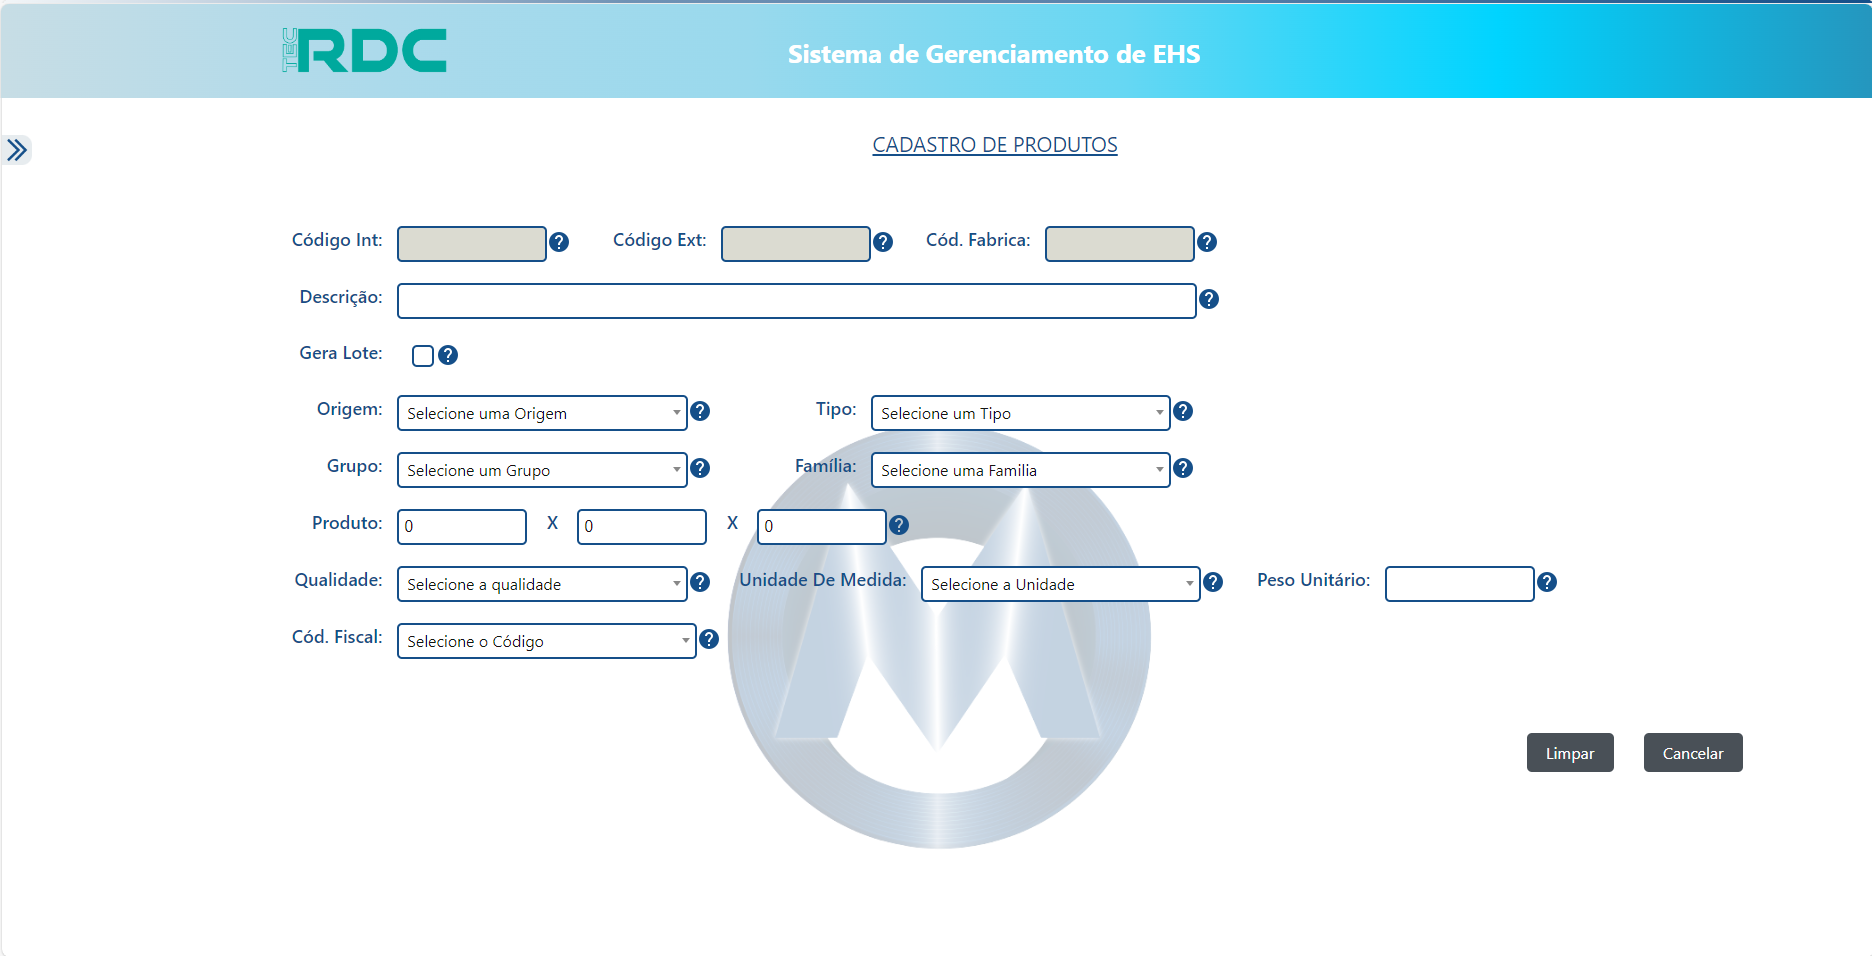 TEC RDC
Sistema de Gerenciamento de EHS
CADASTRO DE PRODUTOS
Código Int: Código Ext: Cód. Fabrica:
Descrição:
Gera Lote:
Origem: Selecione uma Origem Tipo: Selecione um Tipo
Grupo: Selecione um Grupo Família: Selecione uma Familia
Produto: 0 X 0 X 0
Qualidade: Selecione a qualidade Unidade De Medida: Selecione a Unidade Peso Unitário:
Cód. Fiscal: Selecione o Código
Limpar Cancelar